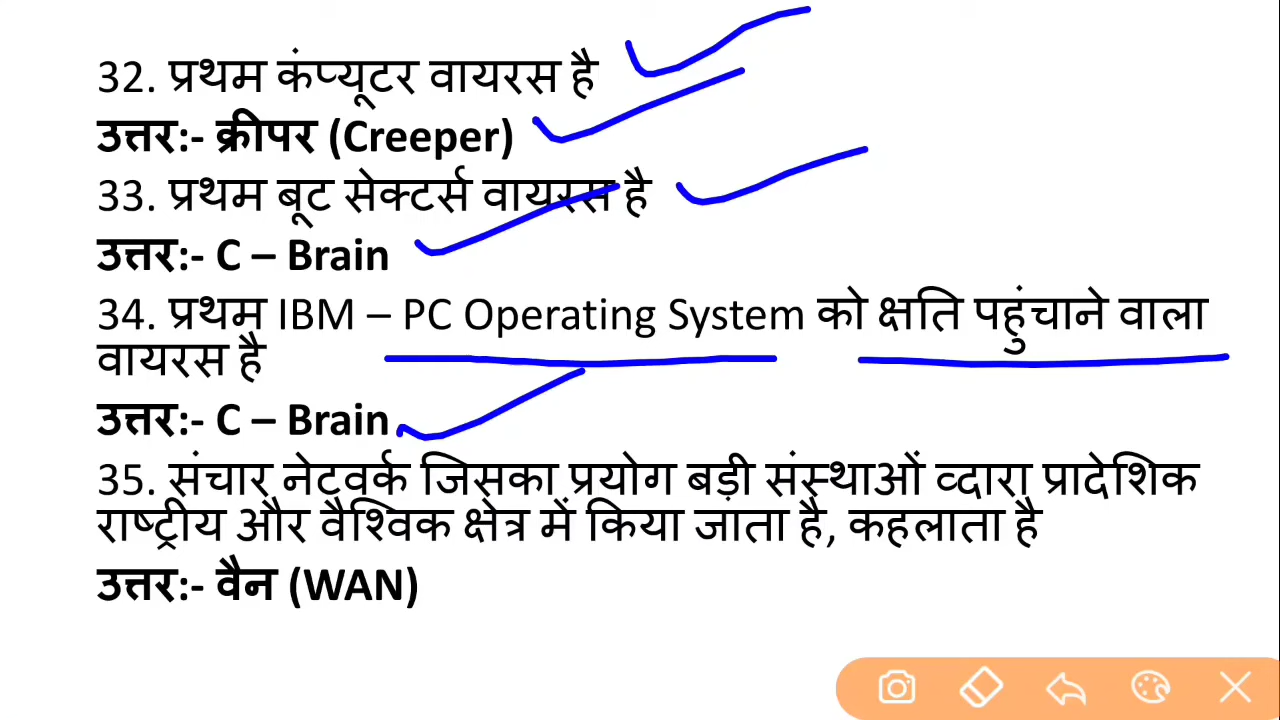 32. प्रथम कंप्यूटर वायरस है
उत्तर:- क्रीपर (Creeper)
33. प्रथम बूट सेक्टर्स वायरस है
उत्तर:- C – Brain
34. प्रथम IBM – PC Operating System को क्षति पहुंचाने वाला
वायरस है
उत्तर:- C – Brain
35. संचार नेटवर्क जिसका प्रयोग बड़ी संस्थाओं व्दारा प्रादेशिक
राष्ट्रीय और वैश्विक क्षेत्र में किया जाता है, कहलाता है
उत्तर:- वैन (WAN)